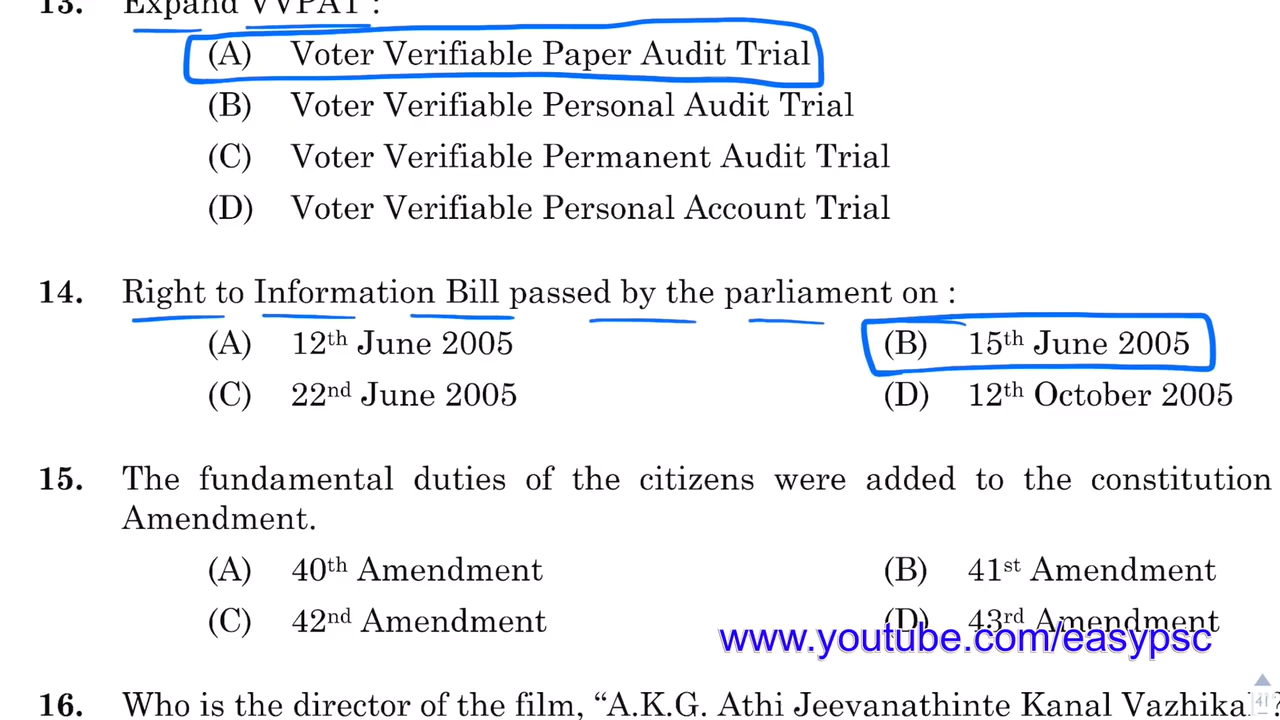 13. Expand VVPAT :
(A) Voter Verifiable Paper Audit Trial
(B) Voter Verifiable Personal Audit Trial
(C) Voter Verifiable Permanent Audit Trial
(D) Voter Verifiable Personal Account Trial
14. Right to Information Bill passed by the parliament on :
(A) 12th June 2005 (B) 15th June 2005
(C) 22nd June 2005 (D) 12th October 2005
15. The fundamental duties of the citizens were added to the constitution
Amendment.
(A) 40th Amendment (B) 41st Amendment
(C) 42nd Amendment (D) 43rd Amendment
www.youtube.com/easypsc
16. Who is the director of the film, “A.K.G. Athi Jeevanathinte Kanal